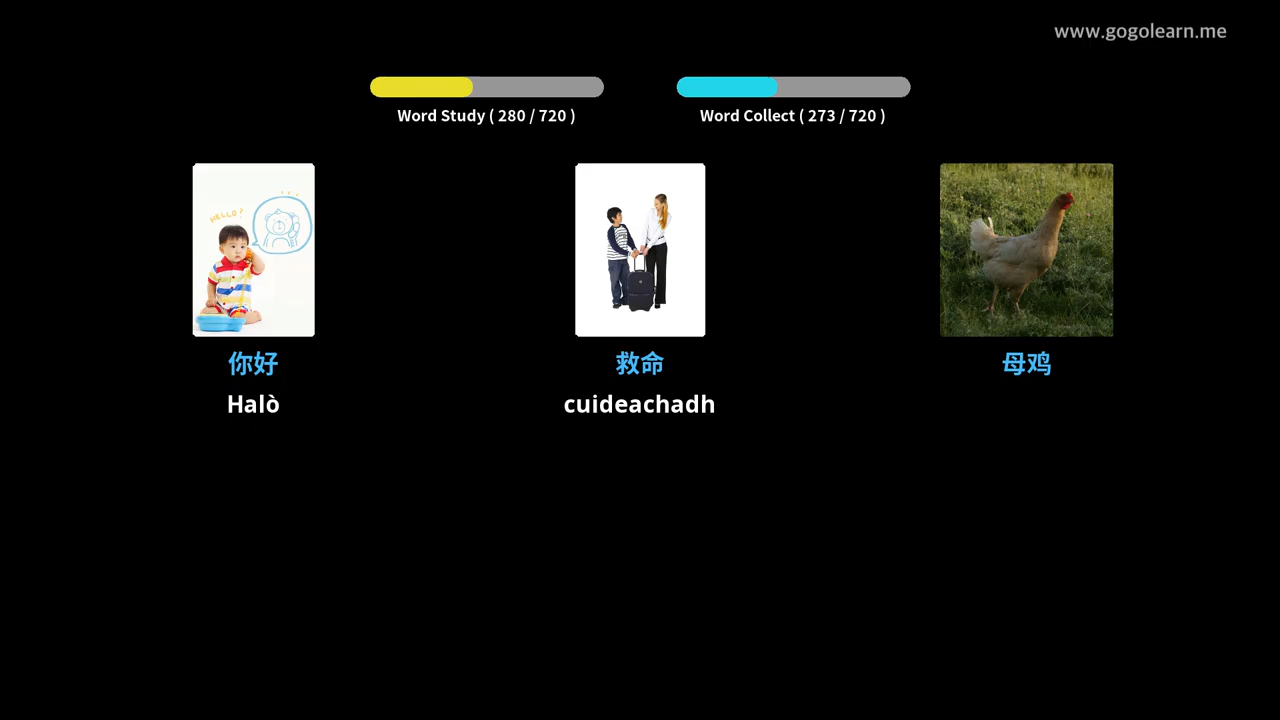 www.gogolearn.me
Word Study ( 280 / 720 )
Word Collect ( 273 / 720 )
HELLO?
你好
救命
母鸡
Halò
cuideachadh